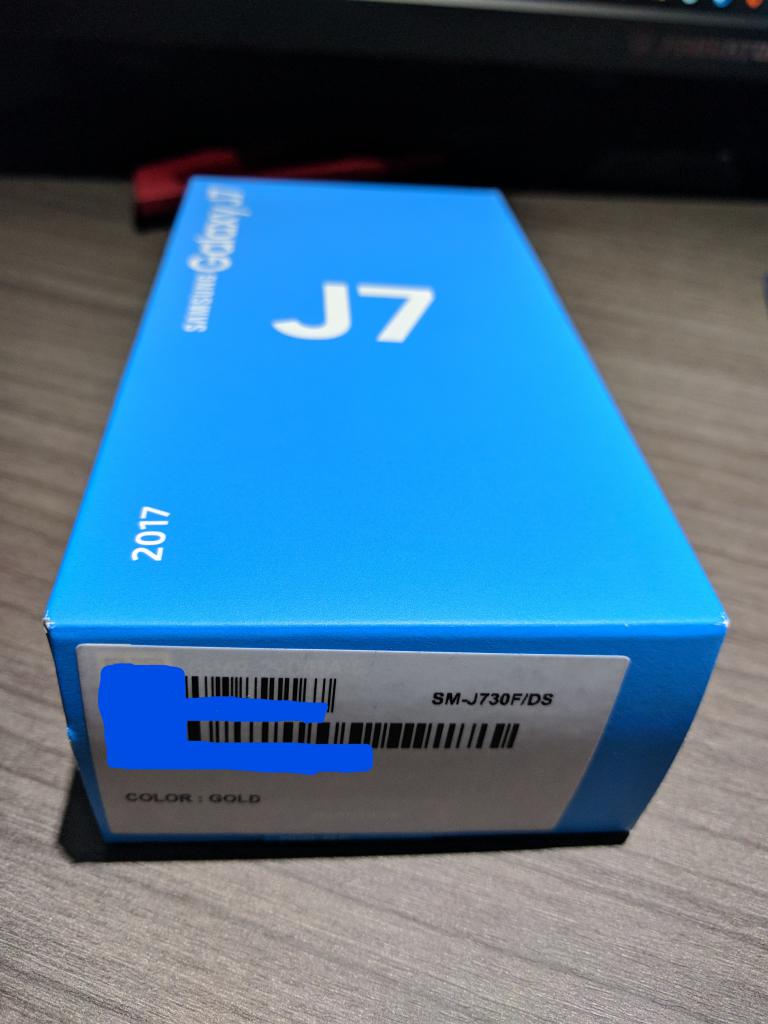 SAMSUNG Galaxy J7
J7
2017
SM-J730F/DS
COLOR : GOLD